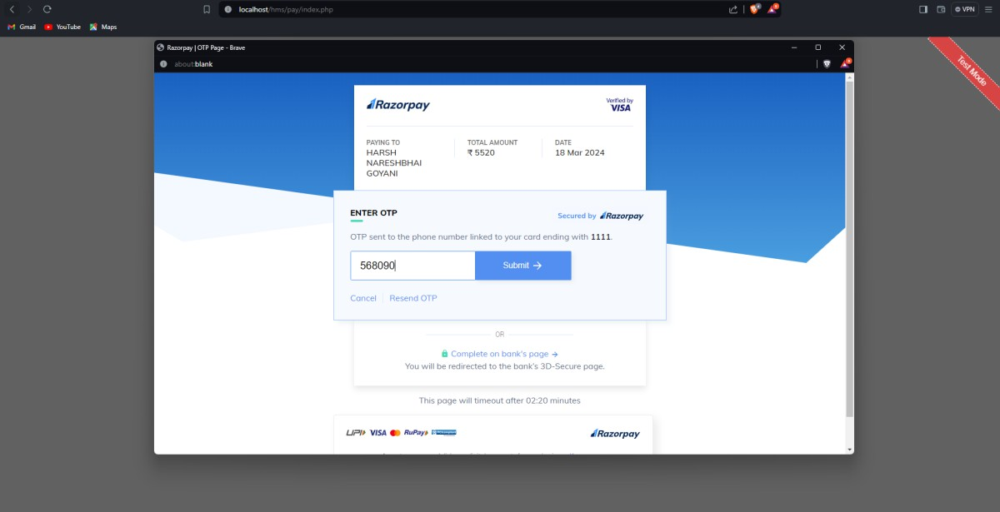 localhost/hms/pay/index.php
VPN
Gmail YouTube Maps
Razorpay | OTP Page - Brave
about:blank
Test Mode
Razorpay
Verified by
VISA
PAYING TO TOTAL AMOUNT DATE
HARSH ₹ 5520 18 Mar 2024
NARESHBHAI
GOYANI
ENTER OTP
Secured by Razorpay
OTP sent to the phone number linked to your card ending with 1111.
568090 Submit →
Cancel Resend OTP
OR
Complete on bank's page →
You will be redirected to the bank's 3D-Secure page.
This page will timeout after 02:20 minutes
UPI VISA RuPay
Razorpay